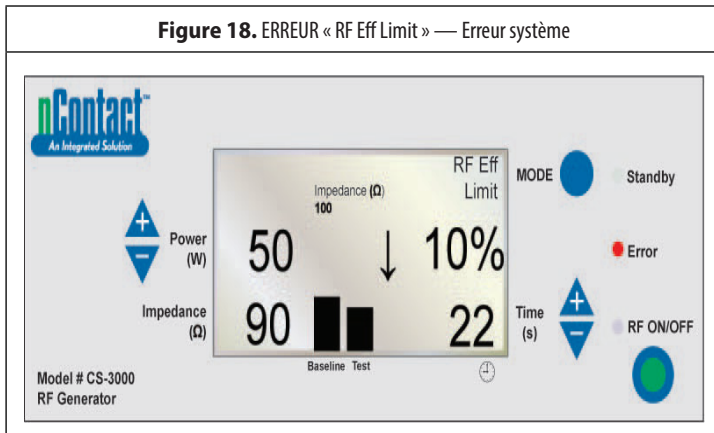 Figure 18. ERREUR « RF Eff Limit » — Erreur système
nContact™
An Integrated Solution
RF Eff
Limit
Impedance (Ω)
100
MODE
Standby
+
−
Power
(W)
50
↓
10%
Error
Impedance
(Ω)
90
22
Time
(s)
+
−
RF ON/OFF
Baseline Test
Model # CS-3000
RF Generator